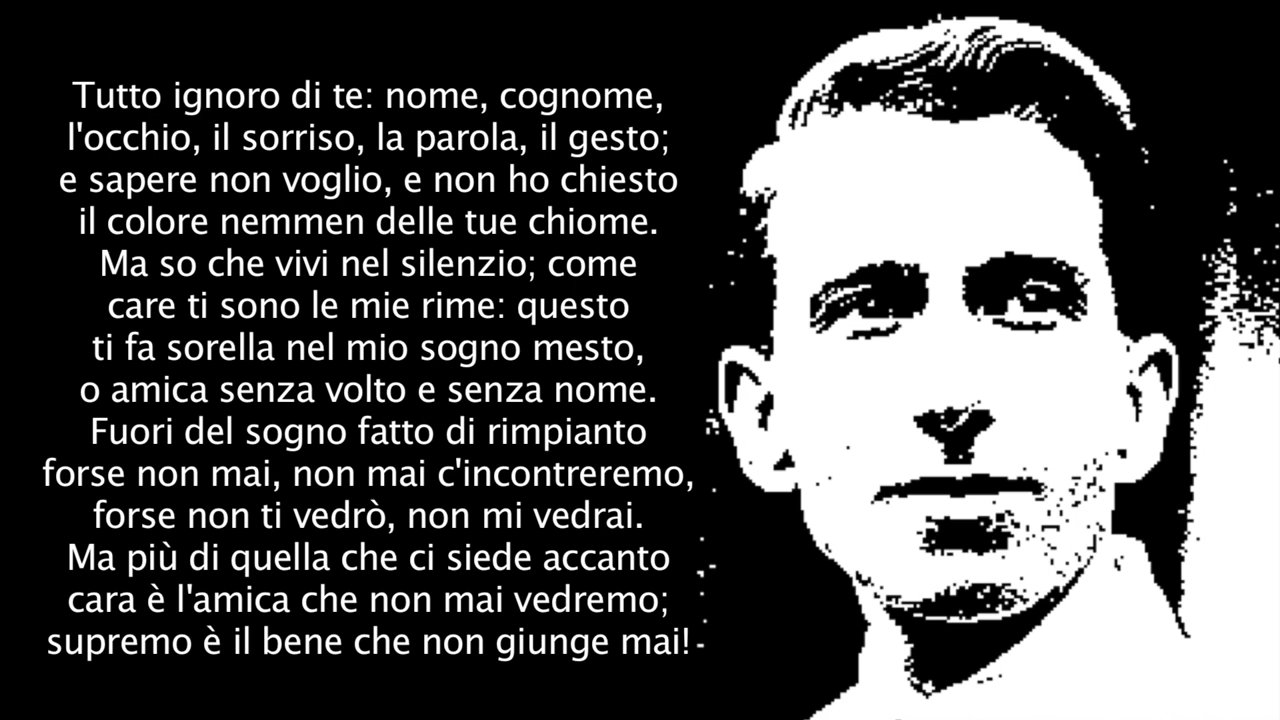 Tutto ignoro di te: nome, cognome,
l'occhio, il sorriso, la parola, il gesto;
e sapere non voglio, e non ho chiesto
il colore nemmen delle tue chiome.
Ma so che vivi nel silenzio; come
care ti sono le mie rime: questo
ti fa sorella nel mio sogno mesto,
o amica senza volto e senza nome.
Fuori del sogno fatto di rimpianto
forse non mai, non mai c'incontreremo,
forse non ti vedrò, non mi vedrai.
Ma più di quella che ci siede accanto
cara è l'amica che non mai vedremo;
supremo è il bene che non giunge mai!